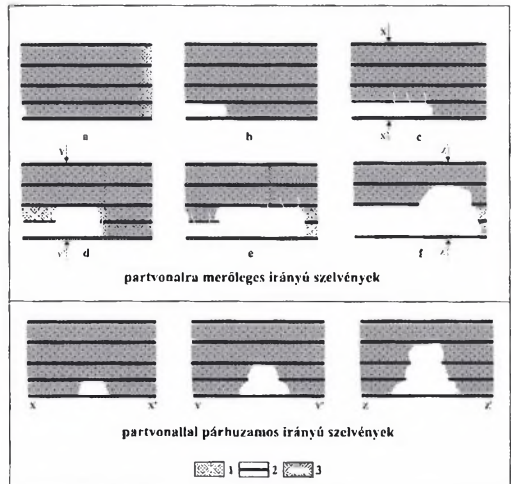 X
a b c
X'
Y Z
d e f
Y' Z'
partvonalra merőleges irányú szelvények
X X' Y Y' Z Z'
partvonallal párhuzamos irányú szelvények
1 2 3